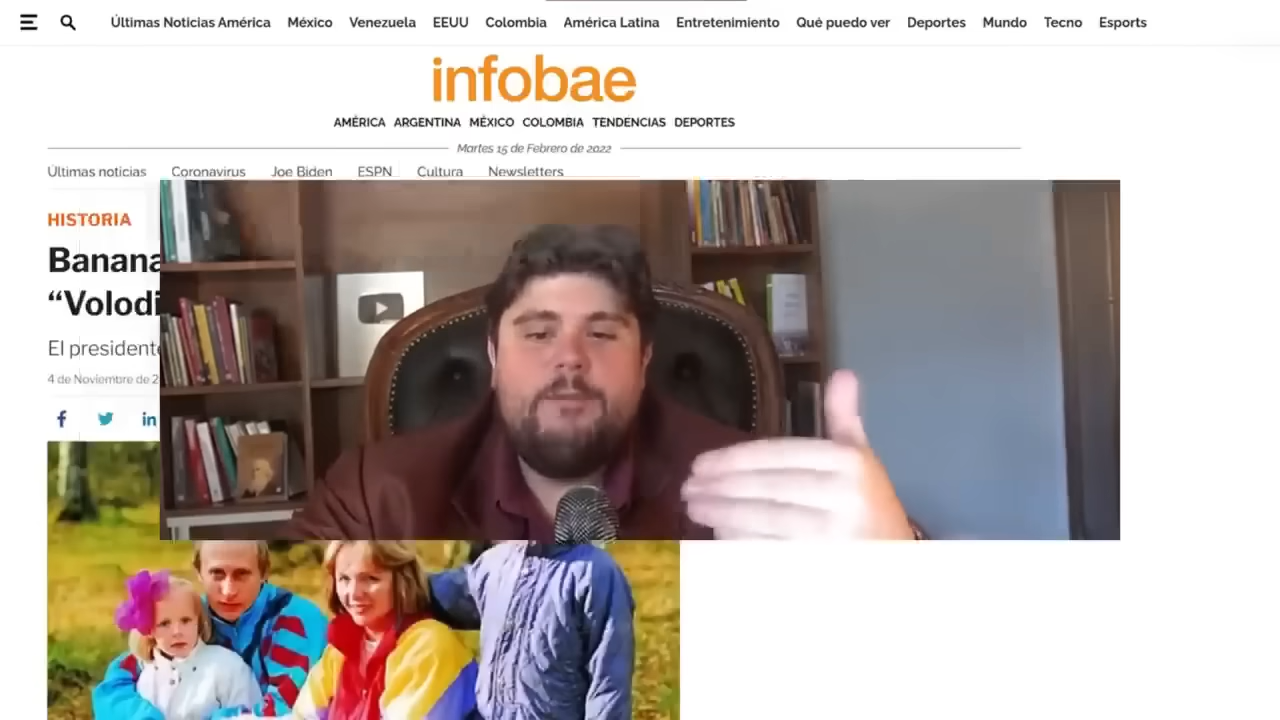 Últimas Noticias América México Venezuela EEUU Colombia América Latina Entretenimiento Qué puedo ver Deportes Mundo Tecno Esports
infobae
AMÉRICA ARGENTINA MÉXICO COLOMBIA TENDENCIAS DEPORTES
Martes 15 de Febrero de 2022
Últimas noticias Coronavirus Joe Biden ESPN Cultura Newsletters
HISTORIA
Banana
“Volodi
El presidente
4 de Noviembre de 2